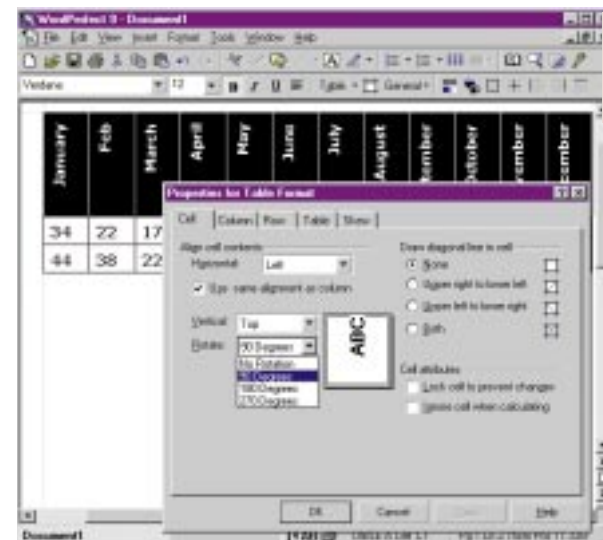 WordPerfect 9 - Document1
File Edit View Insert Format Tools Window Help
Verdana 12 Table General
January Feb March April May June July August tember October vember cember
34 22 17
44 38 22
Properties for Table Format
Cell Column Row Table Skew
Align cell contents
Horizontal: Left
Use same alignment as column
Vertical: Top
Rotate: 90 Degrees
No Rotation
90 Degrees
180 Degrees
270 Degrees
ABC
Draw diagonal line in cell
None
Upper right to lower left
Upper left to lower right
Both
Cell attributes
Lock cell to prevent changes
Ignore cell when calculating
OK Cancel Help
Document1